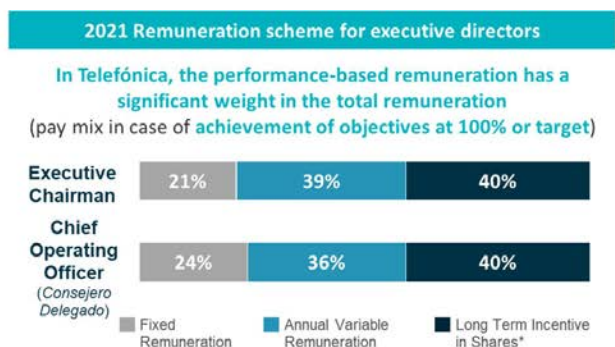 2021 Remuneration scheme for executive directors
In Telefónica, the performance-based remuneration has a
significant weight in the total remuneration
(pay mix in case of achievement of objectives at 100% or target)
Executive
Chairman
21%
39%
40%
Chief
Operating
Officer
(Consejero
Delegado)
24%
36%
40%
Fixed
Remuneration
Annual Variable
Remuneration
Long Term Incentive
in Shares*